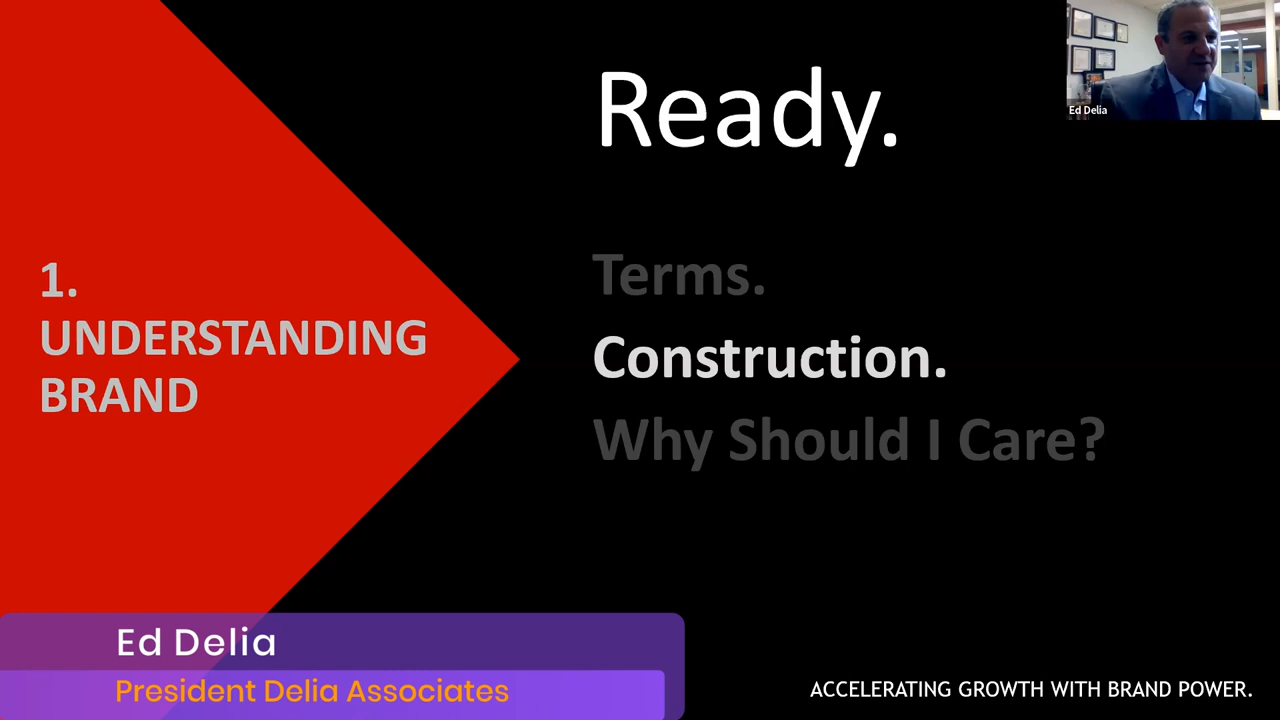 Ready.
Ed Delia
1.
UNDERSTANDING
BRAND
Terms.
Construction.
Why Should I Care?
Ed Delia
President Delia Associates
ACCELERATING GROWTH WITH BRAND POWER.